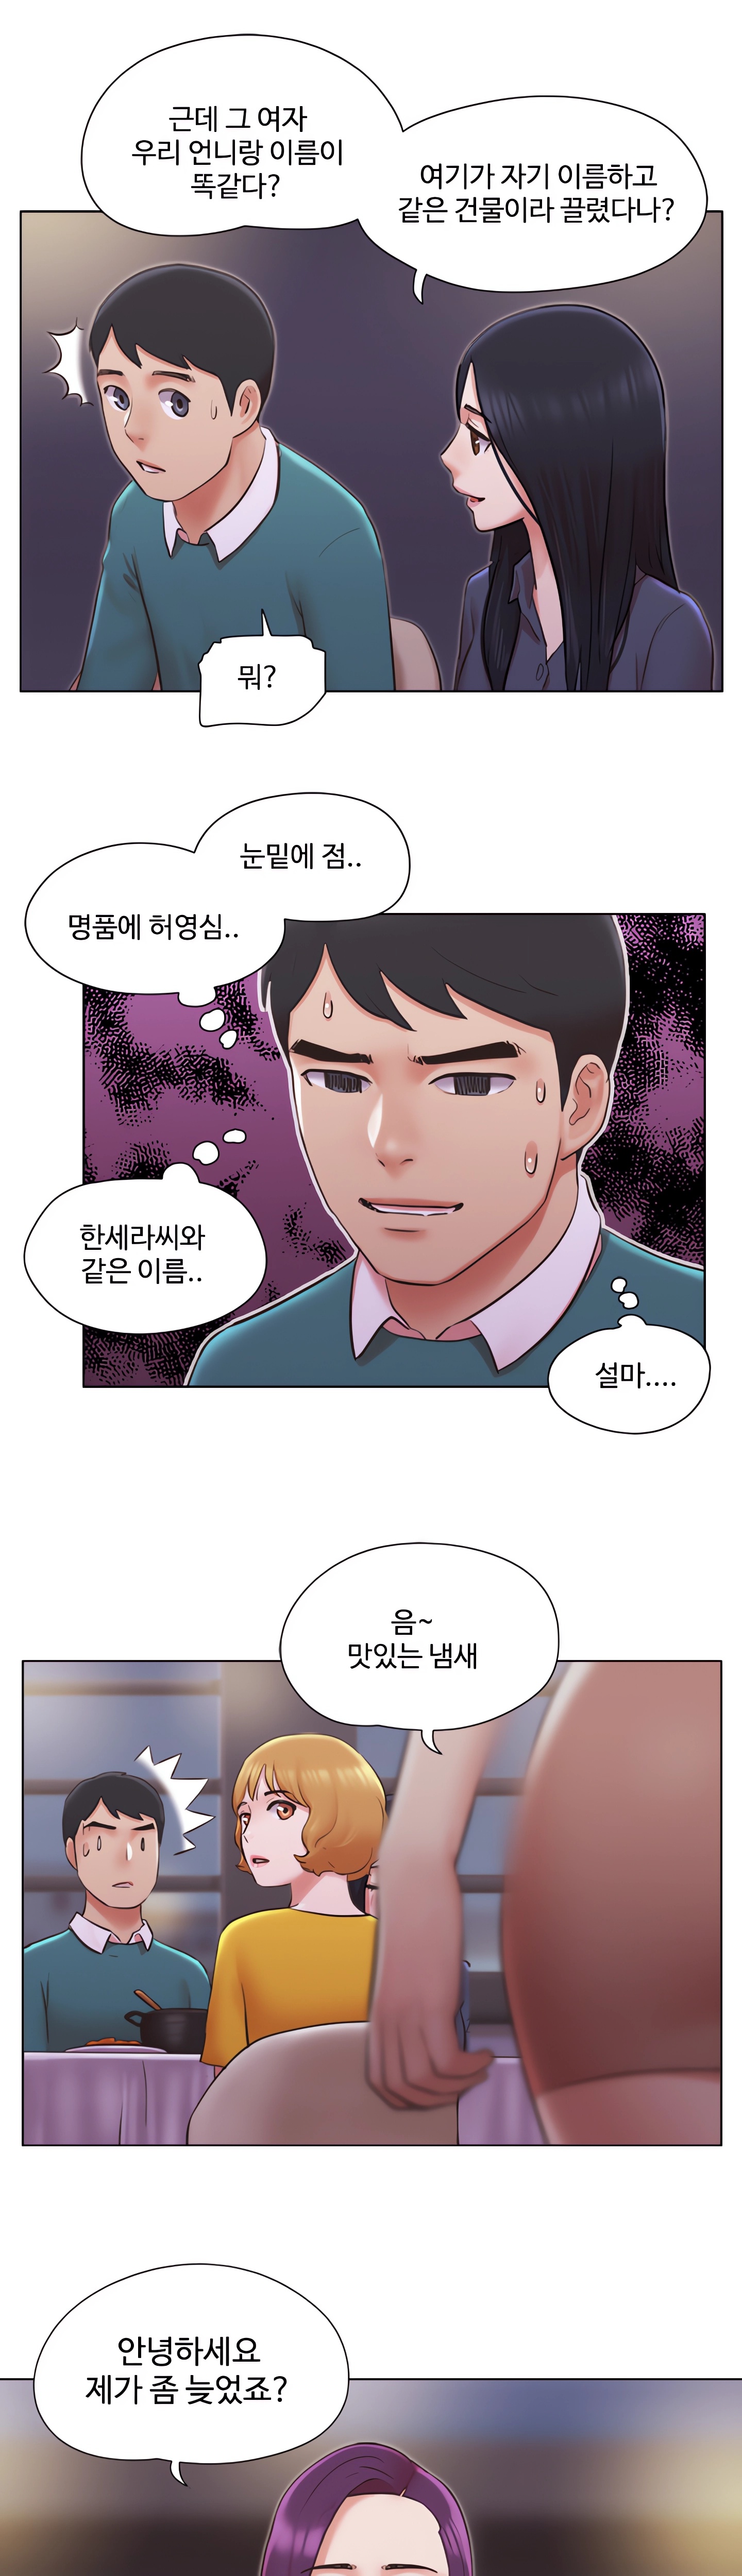 근데 그 여자
우리 언니랑 이름이
똑같다?
여기가 자기 이름하고
같은 건물이라 끌렸다나?
뭐?
눈밑에 점..
명품에 허영심..
한세라씨와
같은 이름..
설마....
음~
맛있는 냄새
안녕하세요
제가 좀 늦었죠?